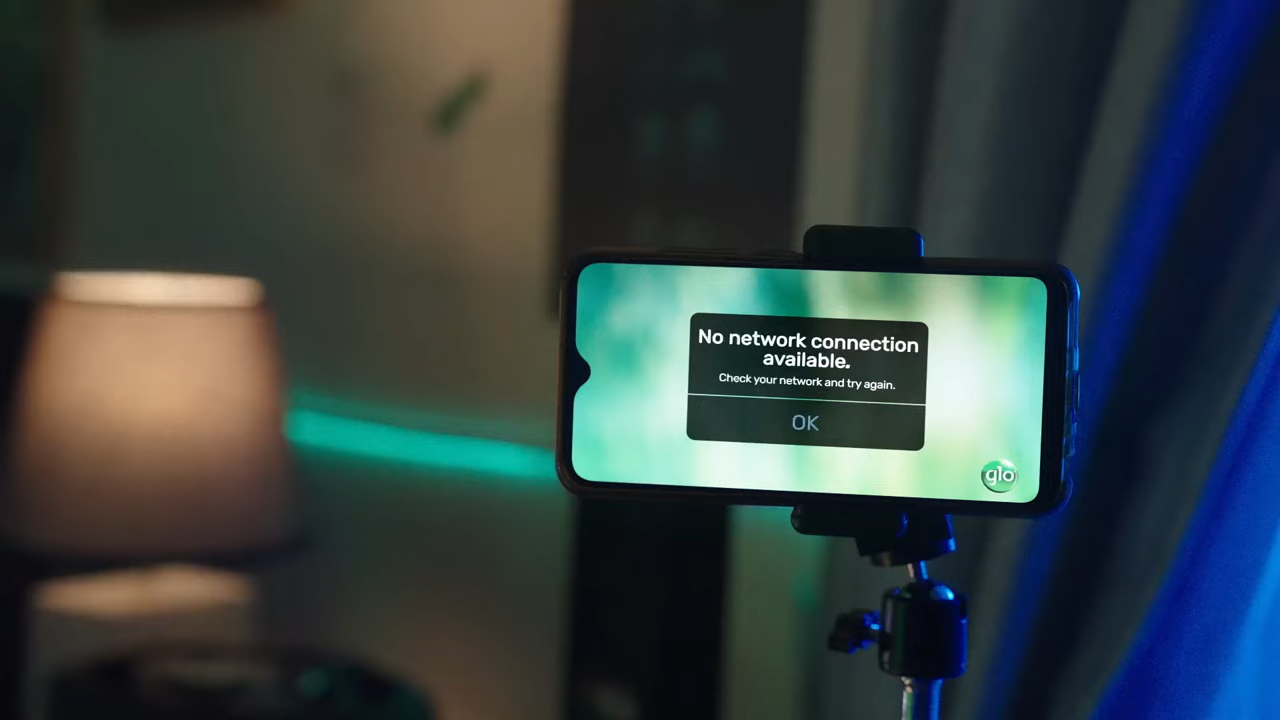 No network connection
available.
Check your network and try again.
OK
glo